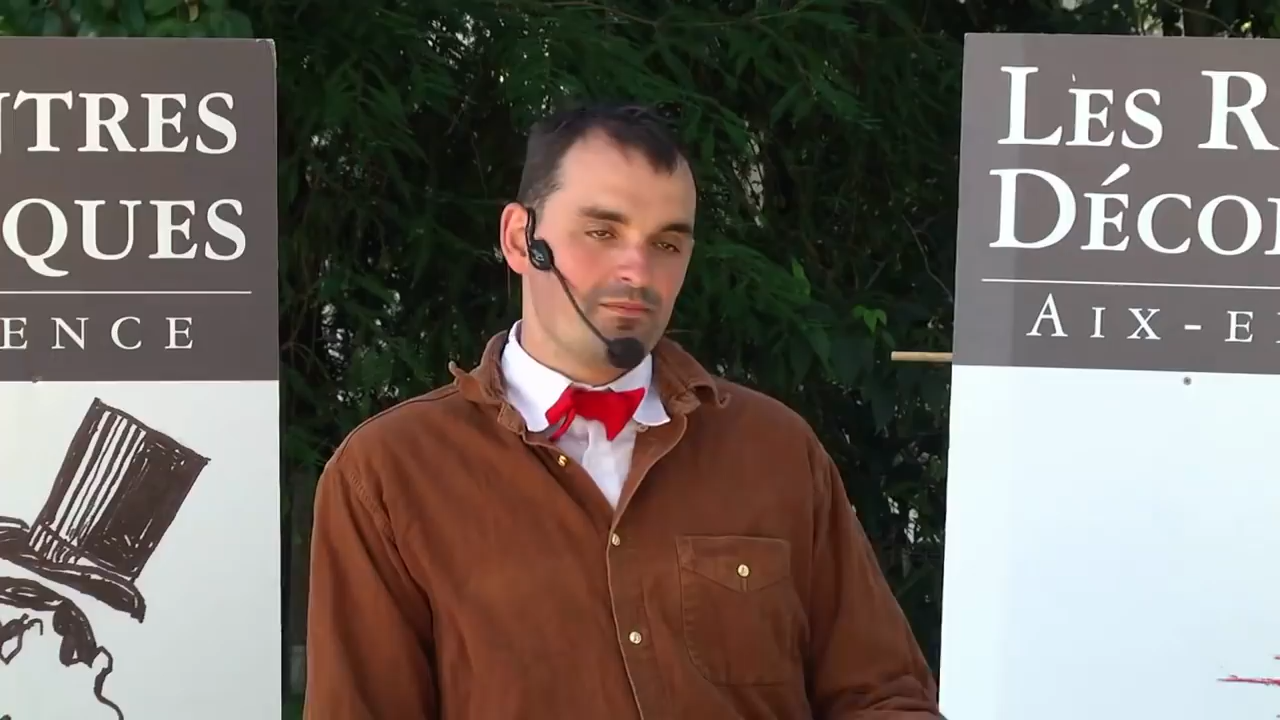 NTRES
QUES
ENCE
LES R
DÉCO
AIX-E